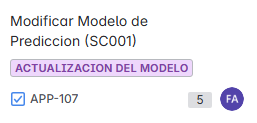 Modificar Modelo de
Prediccion (SC001)
ACTUALIZACION DEL MODELO
APP-107 5 FA